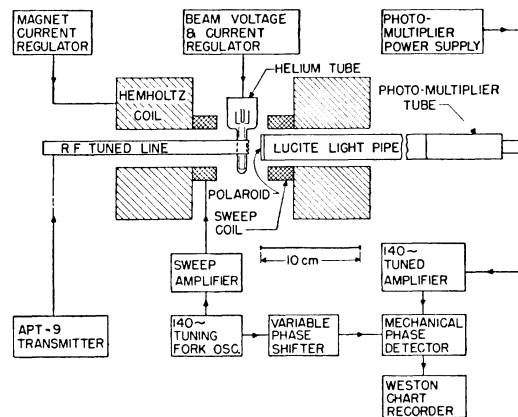 MAGNET
CURRENT
REGULATOR
BEAM VOLTAGE
& CURRENT
REGULATOR
PHOTO-
MULTIPLIER
POWER SUPPLY
HELIUM TUBE
HEMHOLTZ
COIL
PHOTO-MULTIPLIER
TUBE
RF TUNED LINE
LUCITE LIGHT PIPE
POLAROID
SWEEP
COIL
10 cm
SWEEP
AMPLIFIER
140~
TUNED
AMPLIFIER
APT-9
TRANSMITTER
140~
TUNING
FORK OSC.
VARIABLE
PHASE
SHIFTER
MECHANICAL
PHASE
DETECTOR
WESTON
CHART
RECORDER